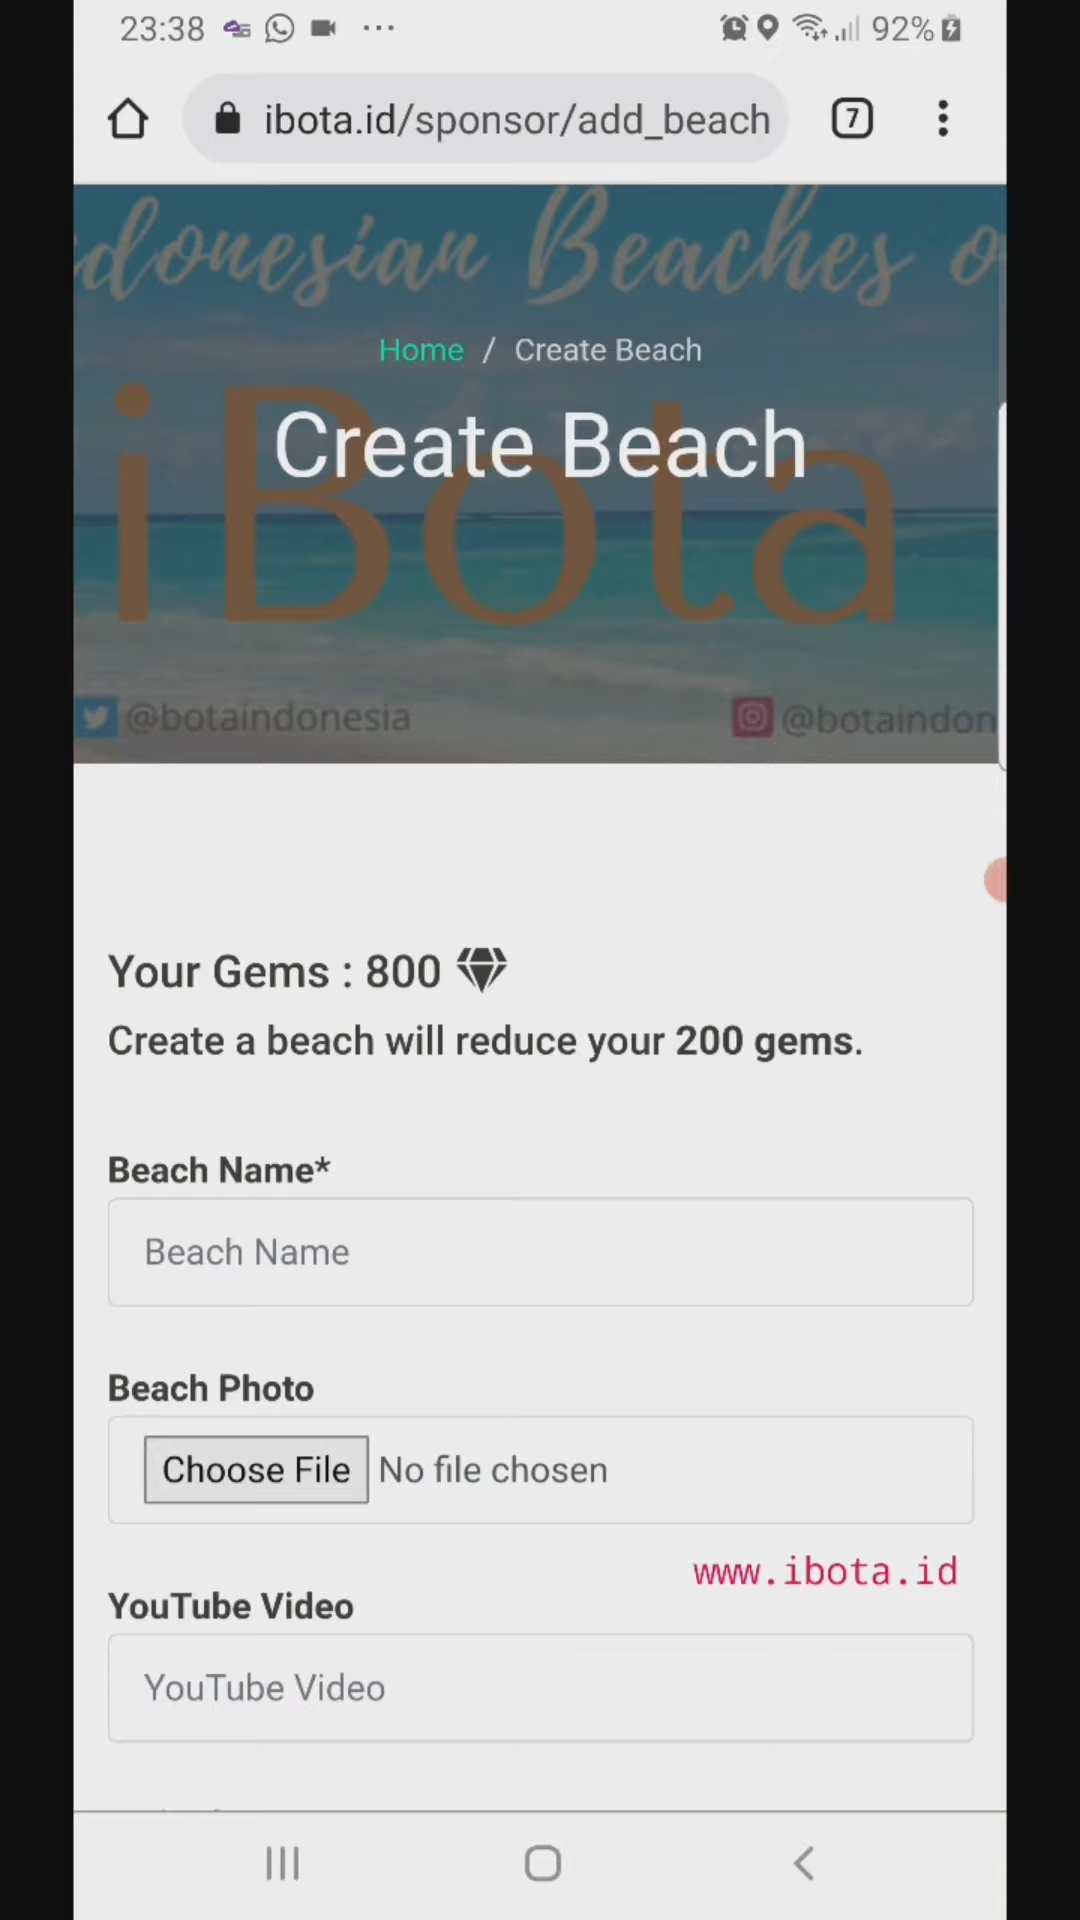 23:38
92%
ibota.id/sponsor/add_beach
7
donesian Beaches o
Home / Create Beach
Create Beach
iBota
@botaindonesia
@botaindon
Your Gems : 800
Create a beach will reduce your 200 gems.
Beach Name*
Beach Name
Beach Photo
Choose File No file chosen
www.ibota.id
YouTube Video
YouTube Video